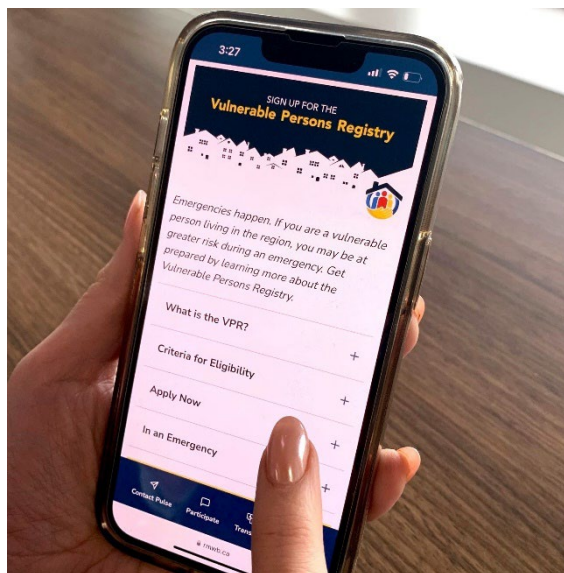 3:27
SIGN UP FOR THE
Vulnerable Persons Registry
Emergencies happen. If you are a vulnerable
person living in the region, you may be at
greater risk during an emergency. Get
prepared by learning more about the
Vulnerable Persons Registry.
What is the VPR?
Criteria for Eligibility
Apply Now
In an Emergency
Contact Pulse
Participate
rmwb.ca